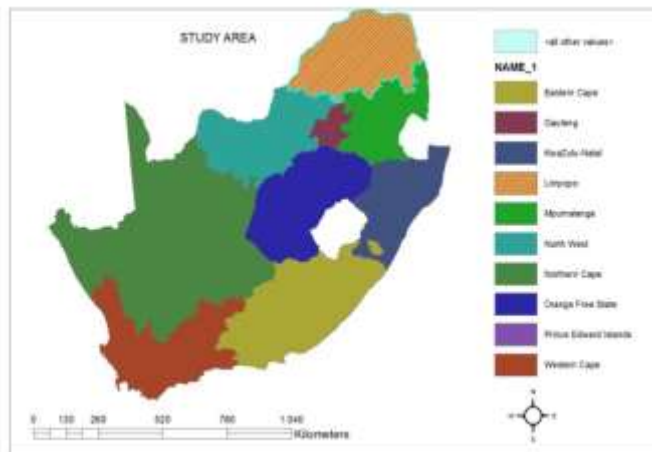 STUDY AREA
<all other values>
NAME_1
Eastern Cape
Gauteng
KwaZulu-Natal
Limpopo
Mpumalanga
North West
Northern Cape
Orange Free State
Prince Edward Islands
Western Cape
N
W E
S
0 130 260 520 780 1 040
Kilometers